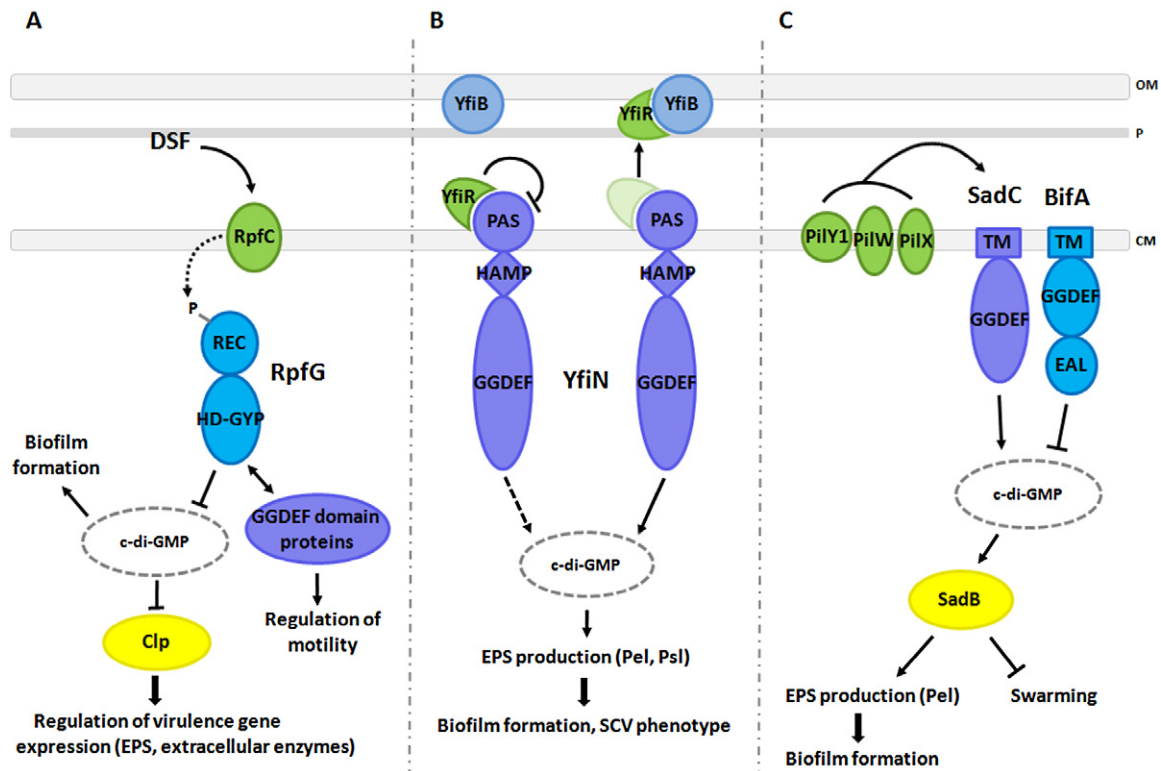 A
B
C
OM
P
CM
DSF
RpfC
P
REC
RpfG
HD-GYP
Biofilm
formation
c-di-GMP
GGDEF domain
proteins
Clp
Regulation of
motility
Regulation of virulence gene
expression (EPS, extracellular enzymes)
YfiB
YfiR
YfiB
YfiR
PAS
PAS
HAMP
HAMP
GGDEF
YfiN
GGDEF
c-di-GMP
EPS production (Pel, Psl)
Biofilm formation, SCV phenotype
SadC
BifA
PilY1
PilW
PilX
TM
TM
GGDEF
GGDEF
EAL
c-di-GMP
SadB
EPS production (Pel)
Swarming
Biofilm formation